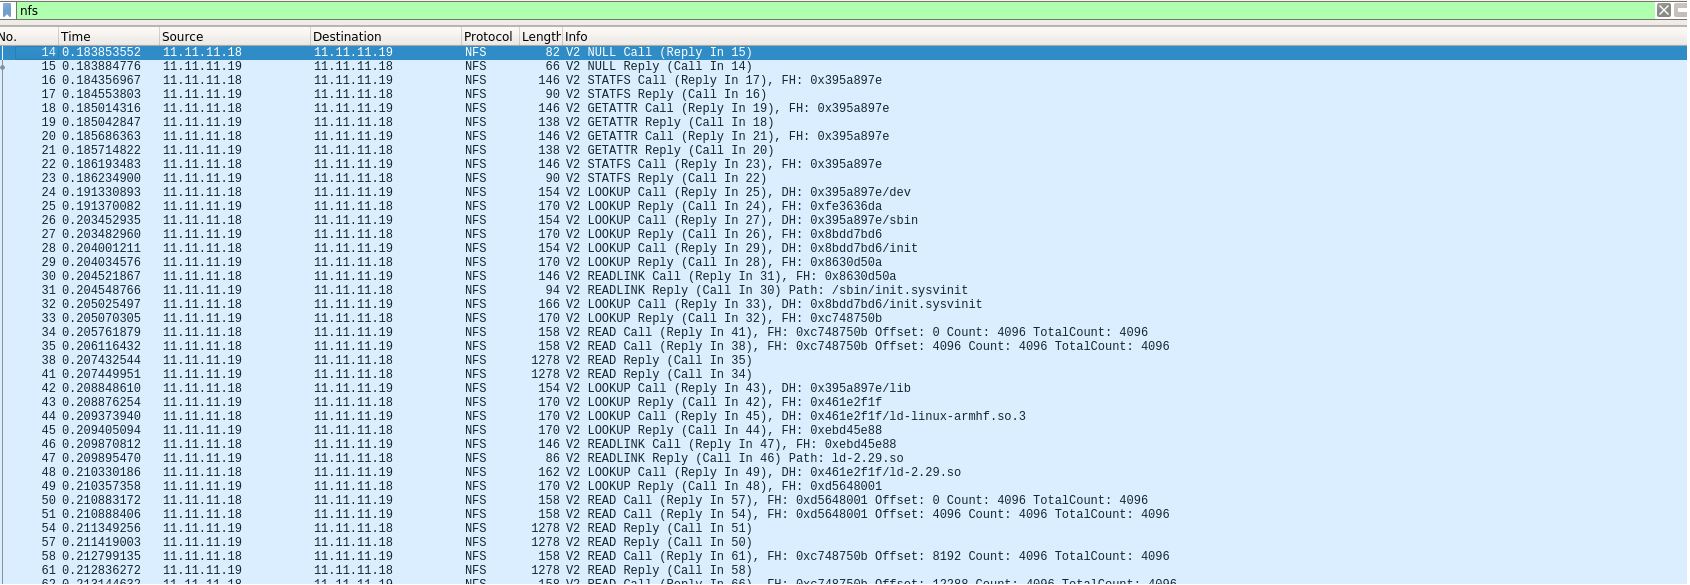 nfs
No. Time Source Destination Protocol Length Info
14 0.183853552 11.11.11.18 11.11.11.19 NFS 82 V2 NULL Call (Reply In 15)
15 0.183884776 11.11.11.19 11.11.11.18 NFS 66 V2 NULL Reply (Call In 14)
16 0.184356967 11.11.11.18 11.11.11.19 NFS 146 V2 STATFS Call (Reply In 17), FH: 0x395a897e
17 0.184553803 11.11.11.19 11.11.11.18 NFS 90 V2 STATFS Reply (Call In 16)
18 0.185014316 11.11.11.18 11.11.11.19 NFS 146 V2 GETATTR Call (Reply In 19), FH: 0x395a897e
19 0.185042847 11.11.11.19 11.11.11.18 NFS 138 V2 GETATTR Reply (Call In 18)
20 0.185686363 11.11.11.18 11.11.11.19 NFS 146 V2 GETATTR Call (Reply In 21), FH: 0x395a897e
21 0.185714822 11.11.11.19 11.11.11.18 NFS 138 V2 GETATTR Reply (Call In 20)
22 0.186193483 11.11.11.18 11.11.11.19 NFS 146 V2 STATFS Call (Reply In 23), FH: 0x395a897e
23 0.186234900 11.11.11.19 11.11.11.18 NFS 90 V2 STATFS Reply (Call In 22)
24 0.191330893 11.11.11.18 11.11.11.19 NFS 154 V2 LOOKUP Call (Reply In 25), DH: 0x395a897e/dev
25 0.191370082 11.11.11.19 11.11.11.18 NFS 170 V2 LOOKUP Reply (Call In 24), FH: 0xfe3636da
26 0.203452935 11.11.11.18 11.11.11.19 NFS 154 V2 LOOKUP Call (Reply In 27), DH: 0x395a897e/sbin
27 0.203482960 11.11.11.19 11.11.11.18 NFS 170 V2 LOOKUP Reply (Call In 26), FH: 0x8bdd7bd6
28 0.204001211 11.11.11.18 11.11.11.19 NFS 154 V2 LOOKUP Call (Reply In 29), DH: 0x8bdd7bd6/init
29 0.204034576 11.11.11.19 11.11.11.18 NFS 170 V2 LOOKUP Reply (Call In 28), FH: 0x8630d50a
30 0.204521867 11.11.11.18 11.11.11.19 NFS 146 V2 READLINK Call (Reply In 31), FH: 0x8630d50a
31 0.204548766 11.11.11.19 11.11.11.18 NFS 94 V2 READLINK Reply (Call In 30) Path: /sbin/init.sysvinit
32 0.205025497 11.11.11.18 11.11.11.19 NFS 166 V2 LOOKUP Call (Reply In 33), DH: 0x8bdd7bd6/init.sysvinit
33 0.205070305 11.11.11.19 11.11.11.18 NFS 170 V2 LOOKUP Reply (Call In 32), FH: 0xc748750b
34 0.205761879 11.11.11.18 11.11.11.19 NFS 158 V2 READ Call (Reply In 41), FH: 0xc748750b Offset: 0 Count: 4096 TotalCount: 4096
35 0.206116432 11.11.11.18 11.11.11.19 NFS 158 V2 READ Call (Reply In 38), FH: 0xc748750b Offset: 4096 Count: 4096 TotalCount: 4096
38 0.207432544 11.11.11.19 11.11.11.18 NFS 1278 V2 READ Reply (Call In 35)
41 0.207449951 11.11.11.19 11.11.11.18 NFS 1278 V2 READ Reply (Call In 34)
42 0.208848610 11.11.11.18 11.11.11.19 NFS 154 V2 LOOKUP Call (Reply In 43), DH: 0x395a897e/lib
43 0.208876254 11.11.11.19 11.11.11.18 NFS 170 V2 LOOKUP Reply (Call In 42), FH: 0x461e2f1f
44 0.209373940 11.11.11.18 11.11.11.19 NFS 170 V2 LOOKUP Call (Reply In 45), DH: 0x461e2f1f/ld-linux-armhf.so.3
45 0.209405094 11.11.11.19 11.11.11.18 NFS 170 V2 LOOKUP Reply (Call In 44), FH: 0xebd45e88
46 0.209870812 11.11.11.18 11.11.11.19 NFS 146 V2 READLINK Call (Reply In 47), FH: 0xebd45e88
47 0.209895470 11.11.11.19 11.11.11.18 NFS 86 V2 READLINK Reply (Call In 46) Path: ld-2.29.so
48 0.210330186 11.11.11.18 11.11.11.19 NFS 162 V2 LOOKUP Call (Reply In 49), DH: 0x461e2f1f/ld-2.29.so
49 0.210357358 11.11.11.19 11.11.11.18 NFS 170 V2 LOOKUP Reply (Call In 48), FH: 0xd5648001
50 0.210883172 11.11.11.18 11.11.11.19 NFS 158 V2 READ Call (Reply In 57), FH: 0xd5648001 Offset: 0 Count: 4096 TotalCount: 4096
51 0.210888406 11.11.11.18 11.11.11.19 NFS 158 V2 READ Call (Reply In 54), FH: 0xd5648001 Offset: 4096 Count: 4096 TotalCount: 4096
54 0.211349256 11.11.11.19 11.11.11.18 NFS 1278 V2 READ Reply (Call In 51)
57 0.211419003 11.11.11.19 11.11.11.18 NFS 1278 V2 READ Reply (Call In 50)
58 0.212799135 11.11.11.18 11.11.11.19 NFS 158 V2 READ Call (Reply In 61), FH: 0xc748750b Offset: 8192 Count: 4096 TotalCount: 4096
61 0.212836272 11.11.11.19 11.11.11.18 NFS 1278 V2 READ Reply (Call In 58)
62 0.213144632 11.11.11.18 11.11.11.19 NFS 158 V2 READ Call (Reply In 66), FH: 0xc748750b Offset: 12288 Count: 4096 TotalCount: 4096